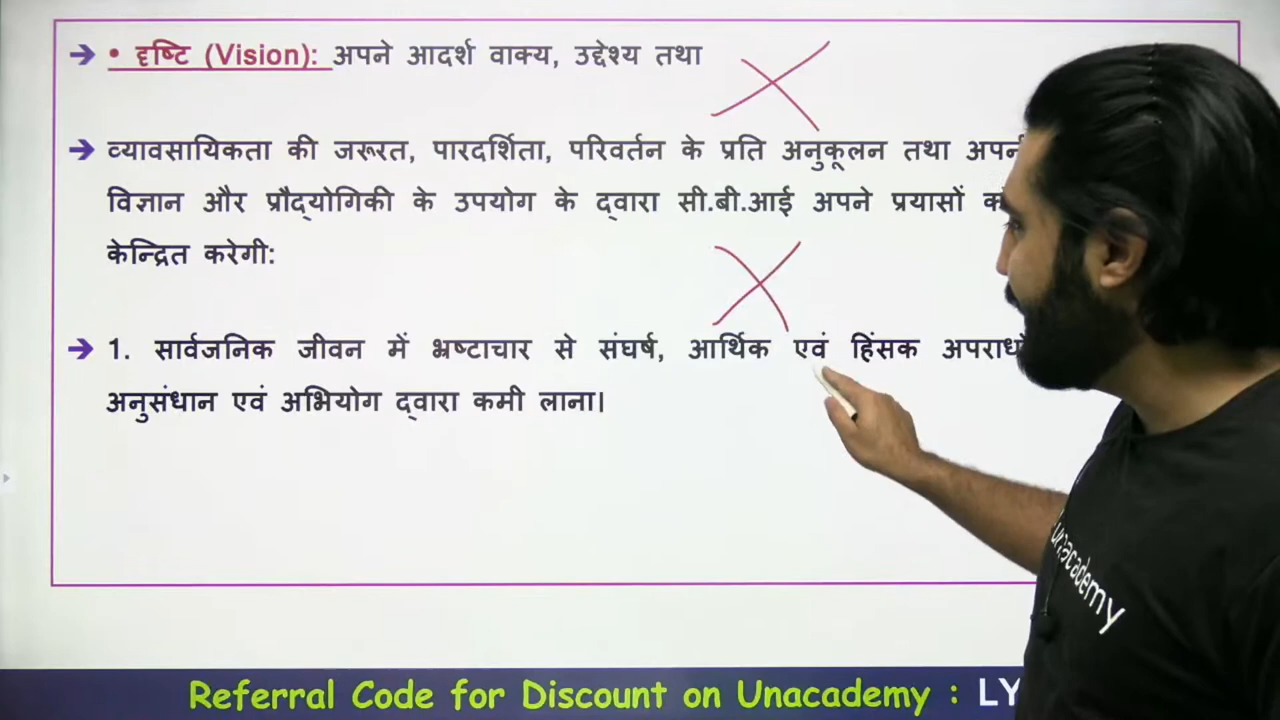 • दृष्टि (Vision): अपने आदर्श वाक्य, उद्देश्य तथा
व्यावसायिकता की जरूरत, पारदर्शिता, परिवर्तन के प्रति अनुकूलन तथा
विज्ञान और प्रौद्योगिकी के उपयोग के द्वारा सी.बी.आई अपने प्रयासों
केन्द्रित करेगी:
1. सार्वजनिक जीवन में भ्रष्टाचार से संघर्ष, आर्थिक एवं हिंसक
अनुसंधान एवं अभियोग द्वारा कमी लाना।
unacademy
Referral Code for Discount on Unacademy :